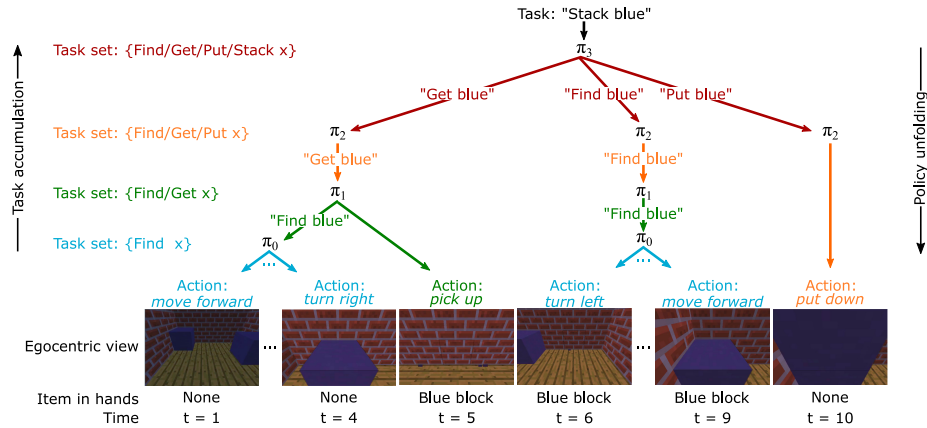 Task: "Stack blue"
Task set: {Find/Get/Put/Stack x}
π3
"Get blue"
"Find blue"
"Put blue"
Task set: {Find/Get/Put x}
π2
π2
π2
"Get blue"
"Find blue"
Task set: {Find/Get x}
π1
π1
"Find blue"
"Find blue"
Task set: {Find x}
π0
π0
...
...
Action: move forward
Action: turn right
Action: pick up
Action: turn left
Action: move forward
Action: put down
Egocentric view
...
...
Item in hands None None Blue block Blue block Blue block None
Time t = 1 t = 4 t = 5 t = 6 t = 9 t = 10
Task accumulation
Policy unfolding